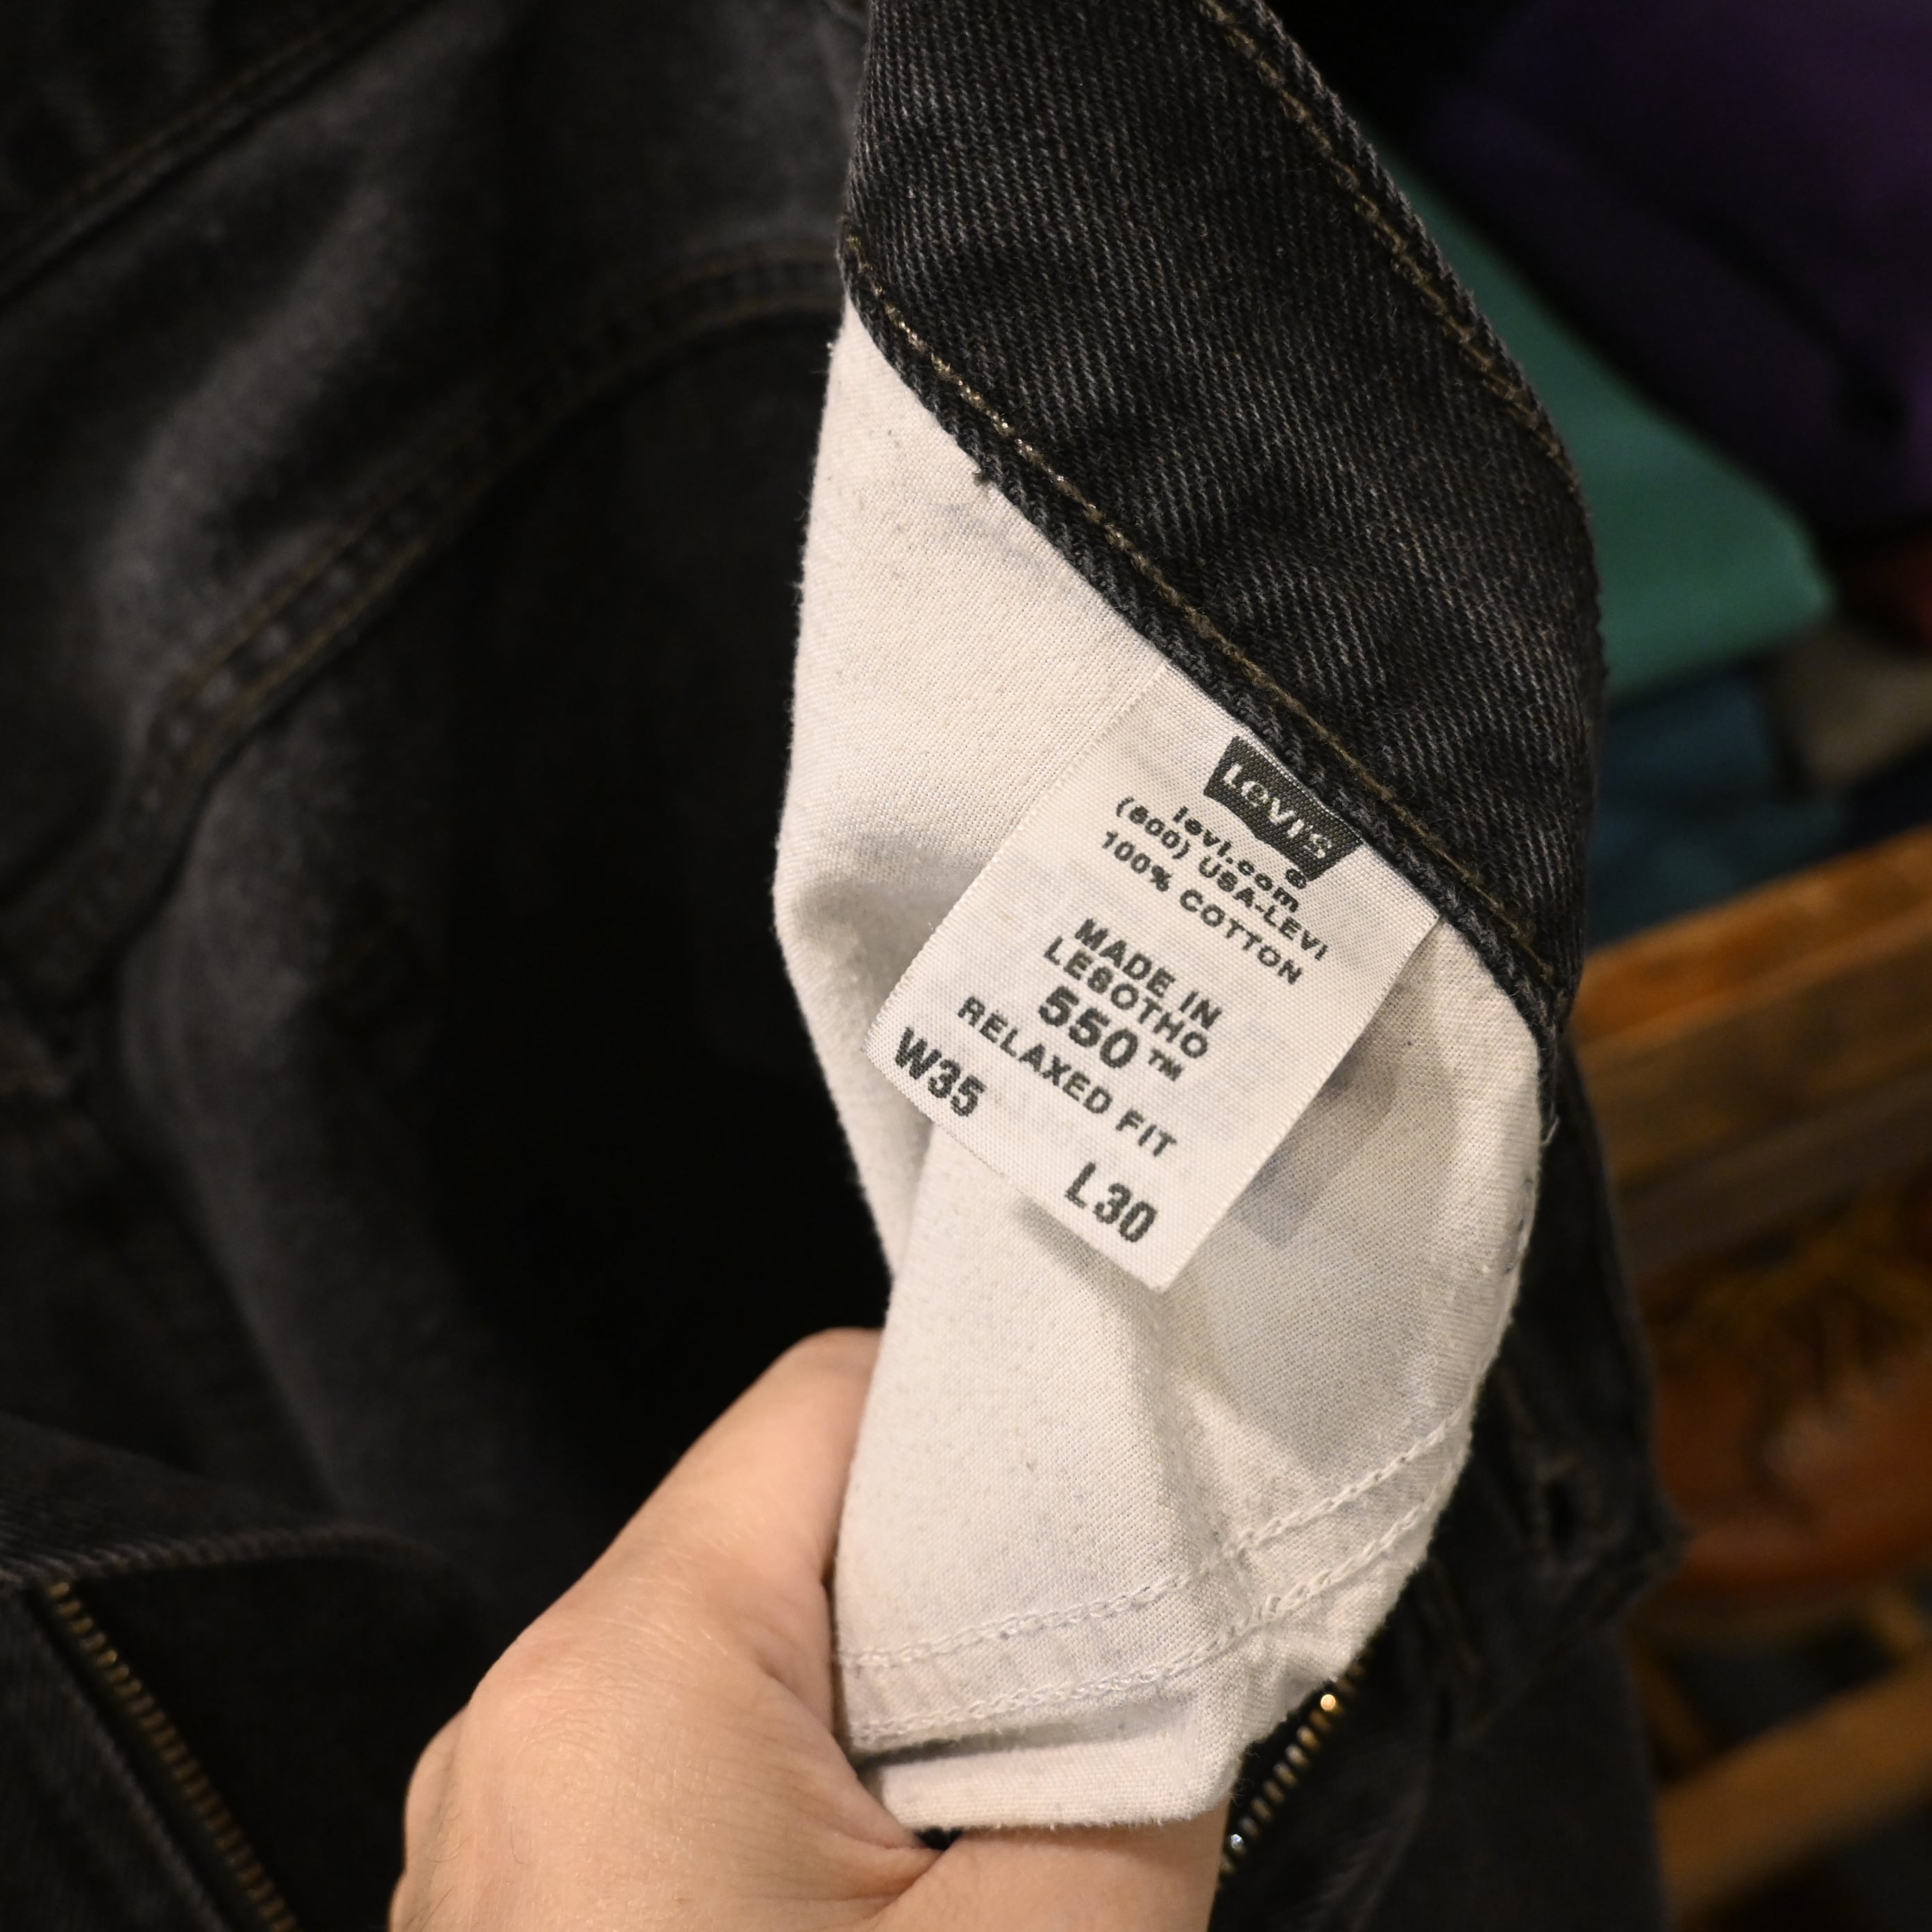 Levi's®
levi.com
(800) USA-LEVI
100% COTTON
MADE IN
LESOTHO
550™
RELAXED FIT
W35 L30